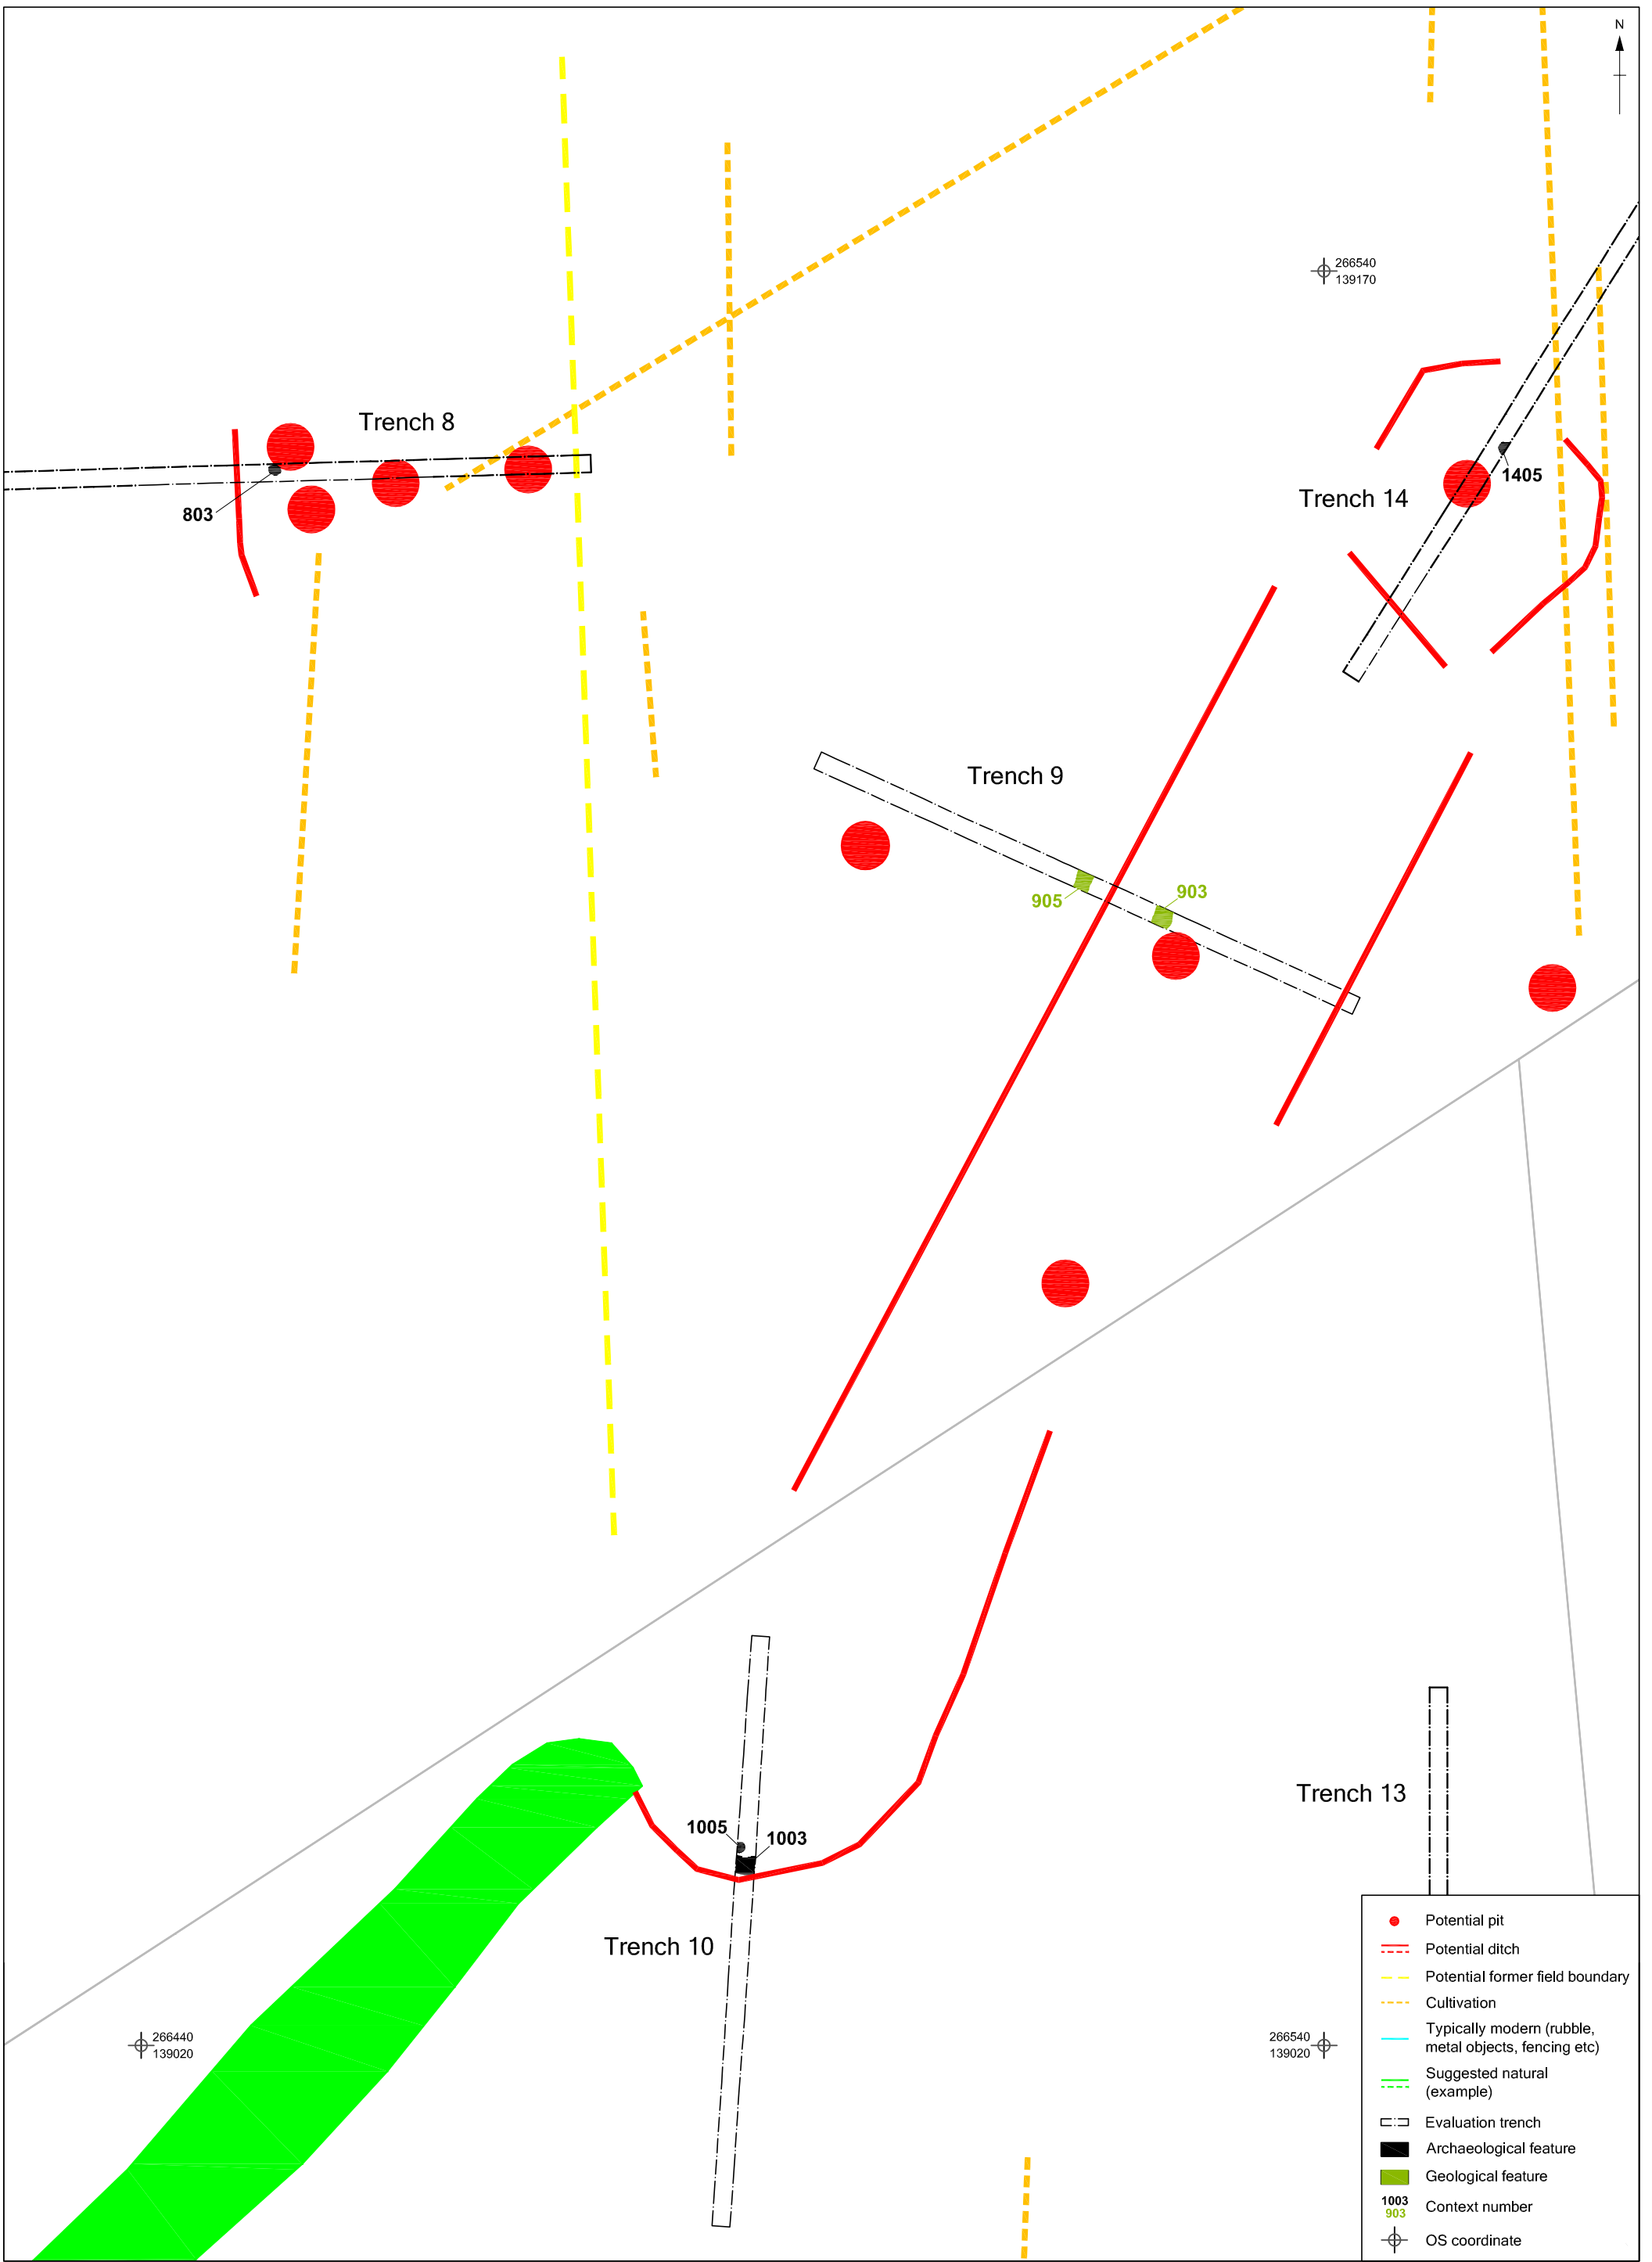 N
266540
139170
Trench 8
803
Trench 14
1405
Trench 9
905
903
1005
1003
Trench 13
Trench 10
266440
139020
266540
139020
Potential pit
Potential ditch
Potential former field boundary
Cultivation
Typically modern (rubble,
metal objects, fencing etc)
Suggested natural
(example)
Evaluation trench
Archaeological feature
Geological feature
1003
903
Context number
OS coordinate